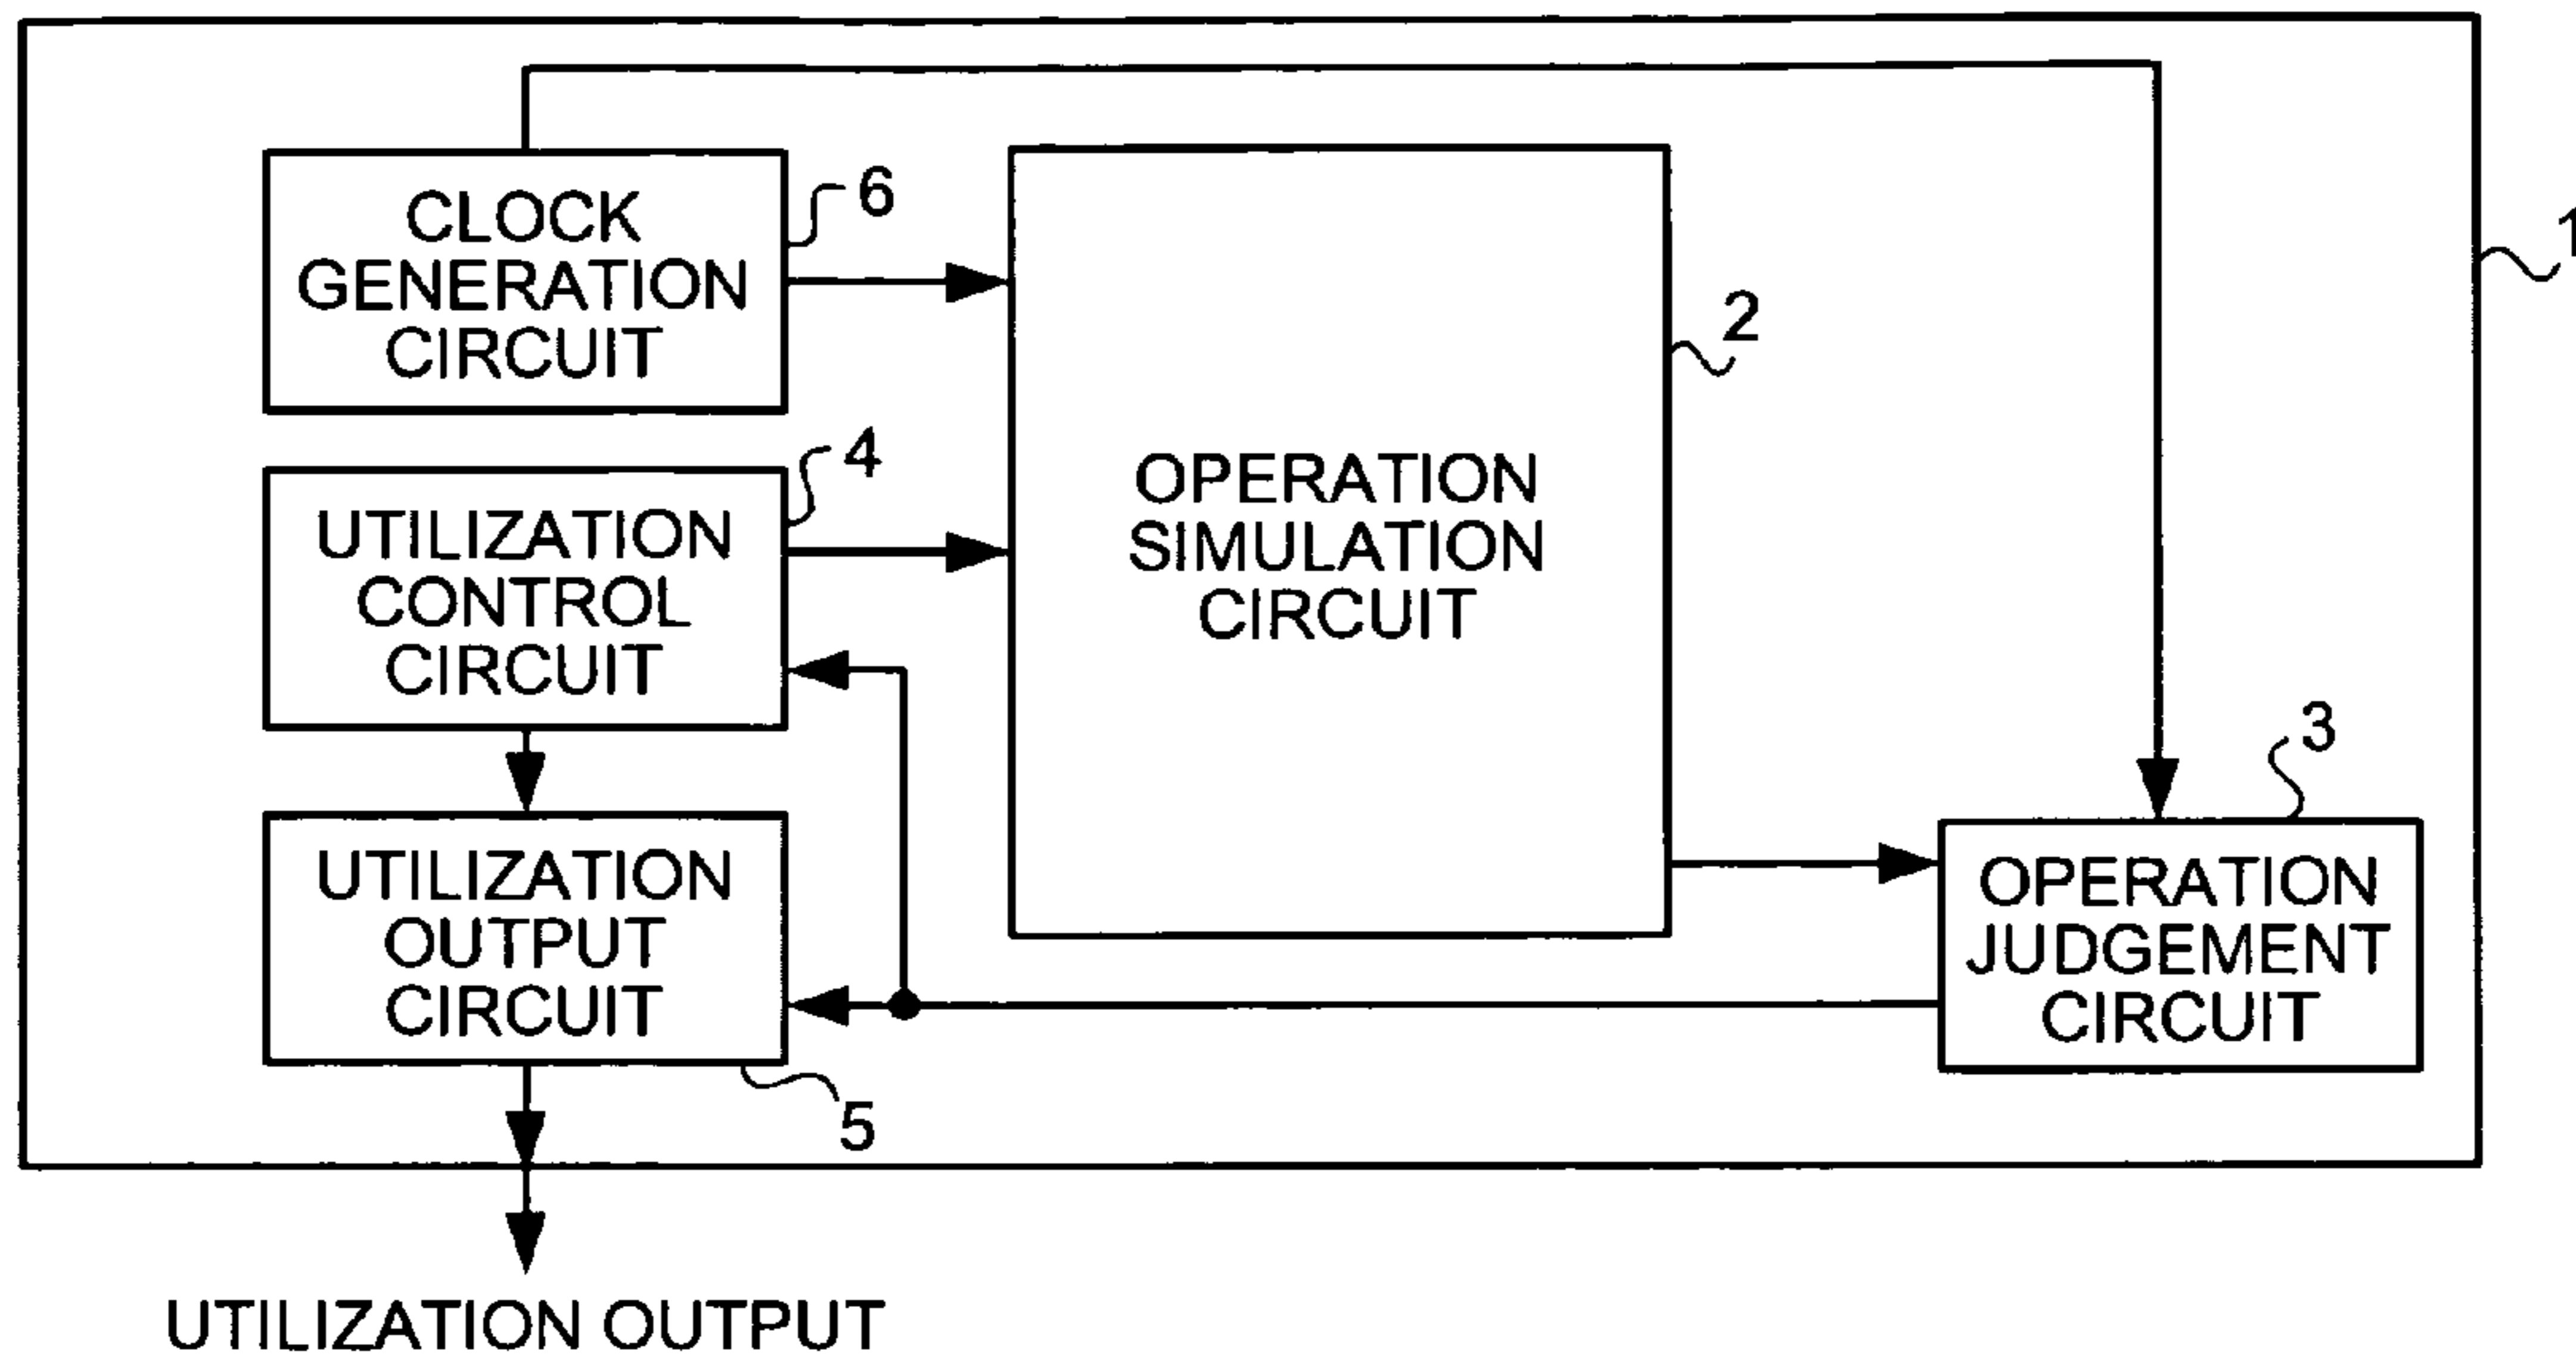 CLOCK
GENERATION
CIRCUIT
6
1
2
UTILIZATION
CONTROL
CIRCUIT
4
OPERATION
SIMULATION
CIRCUIT
3
UTILIZATION
OUTPUT
CIRCUIT
5
OPERATION
JUDGEMENT
CIRCUIT
UTILIZATION OUTPUT